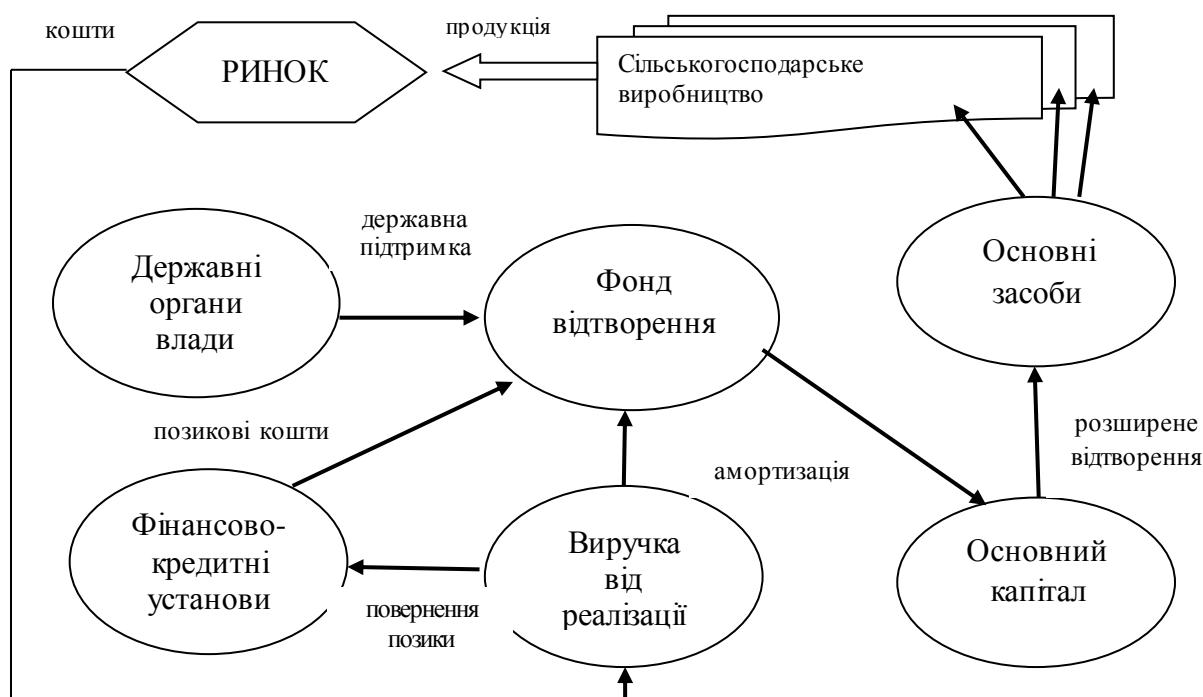 кошти
РИНОК
продукція
Сільськогосподарське
виробництво
державна
підтримка
Державні
органи
влади
Фонд
відтворення
Основні
засоби
позикові кошти
амортизація
розширене
відтворення
Фінансово-
кредитні
установи
повернення
позики
Виручка
від
реалізації
Основний
капітал